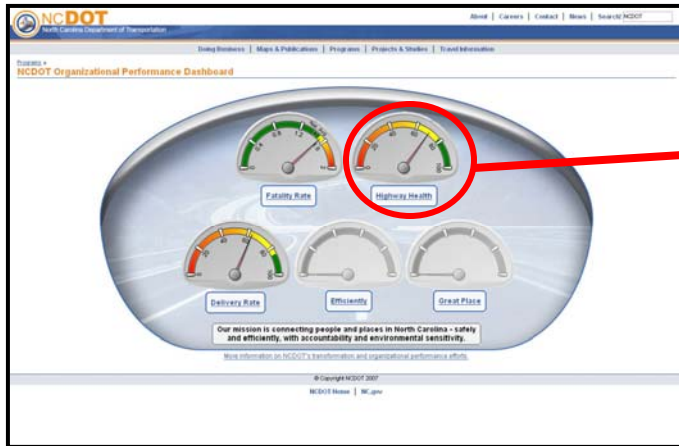 NCDOT
North Carolina Department of Transportation
About | Careers | Contact | News | Search: NCDOT
Doing Business | Maps & Publications | Programs | Projects & Studies | Travel Information
Programs »
NCDOT Organizational Performance Dashboard
Fatality Rate
Highway Health
Delivery Rate
Efficiently
Great Place
Our mission is connecting people and places in North Carolina - safely
and efficiently, with accountability and environmental sensitivity.
More information on NCDOT's transformation and organizational performance efforts.
© Copyright NCDOT 2007
NCDOT Home | NC.gov